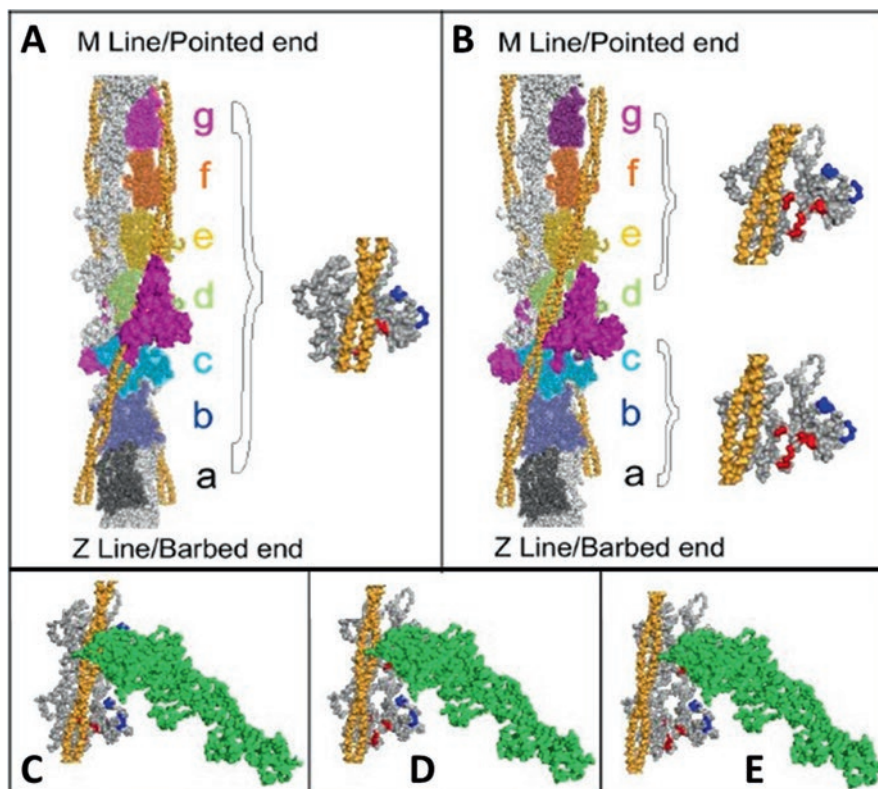 A
M Line/Pointed end
g
f
e
d
c
b
a
Z Line/Barbed end
B
M Line/Pointed end
g
f
e
d
c
b
a
Z Line/Barbed end
C
D
E